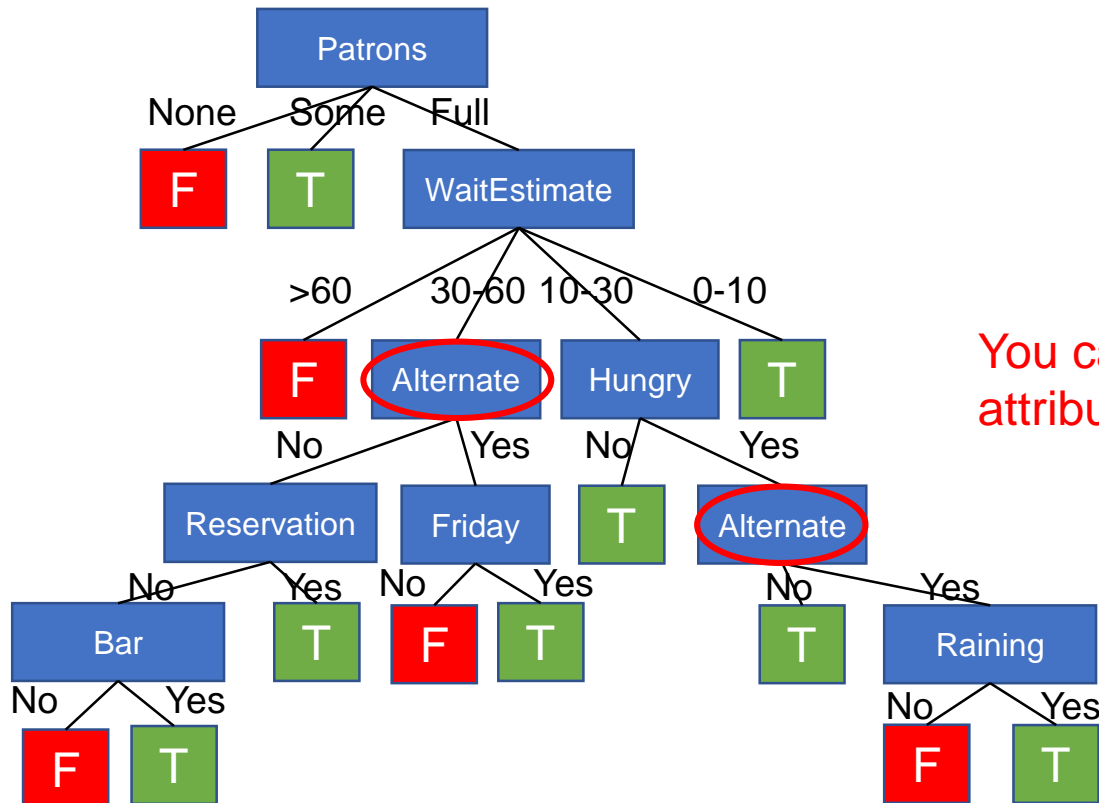 Patrons
None Some Full
F T WaitEstimate
>60 30-60 10-30 0-10
F Alternate Hungry T
You
No Yes No Yes
Reservation Friday T Alternate
No Yes No Yes No Yes
Bar T F T T Raining
No Yes No Yes
F T F T